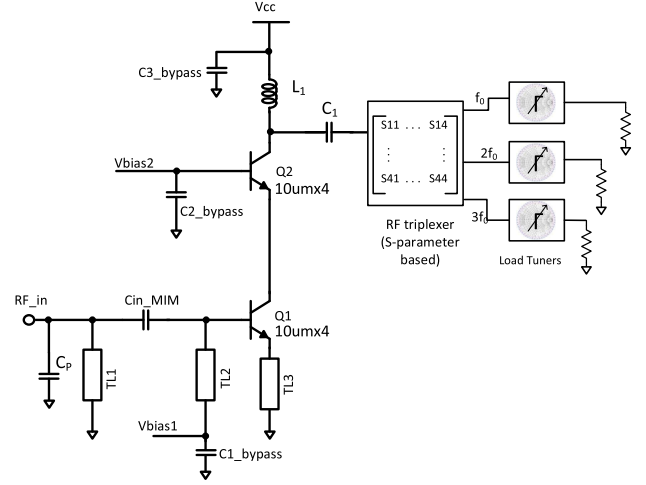 Vcc
C3_bypass
L1
C1
f0
S11 ... S14
Vbias2
Q2
10umx4
2f0
C2_bypass
S41 ... S44
3f0
RF triplexer
(S-parameter
based)
Load Tuners
RF_in
Cin_MIM
Q1
10umx4
CP
TL1
TL2
TL3
Vbias1
C1_bypass